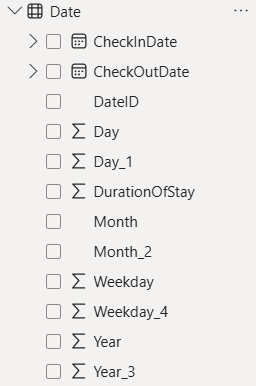 Date
CheckInDate
CheckOutDate
DateID
Day
Day_1
DurationOfStay
Month
Month_2
Weekday
Weekday_4
Year
Year_3